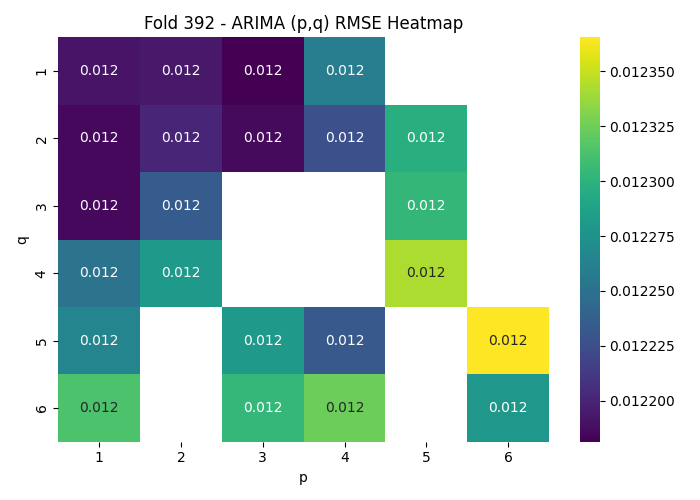 Fold 392 - ARIMA (p,q) RMSE Heatmap
q
1 0.012 0.012 0.012 0.012
2 0.012 0.012 0.012 0.012 0.012
3 0.012 0.012 0.012
4 0.012 0.012 0.012
5 0.012 0.012 0.012 0.012
6 0.012 0.012 0.012 0.012
1 2 3 4 5 6
p
0.012350
0.012325
0.012300
0.012275
0.012250
0.012225
0.012200